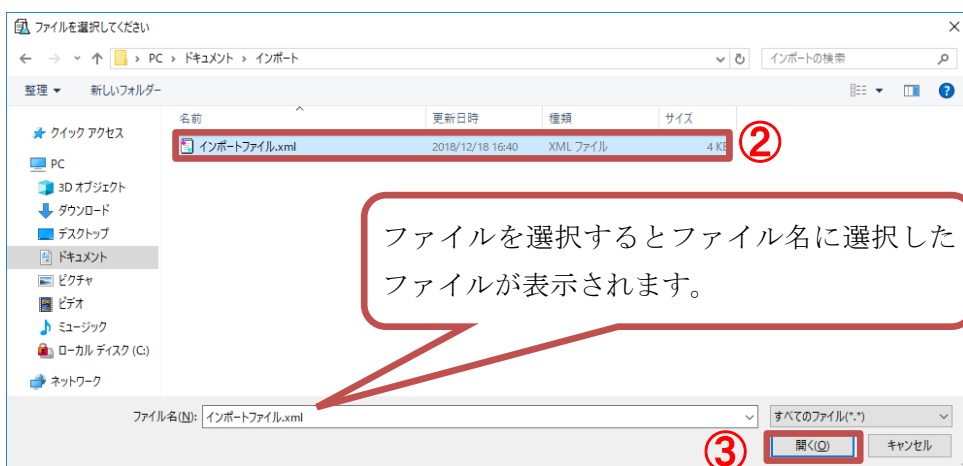 ファイルを選択してください
PC › ドキュメント › インポート
インポートの検索
整理 新しいフォルダー
名前 更新日時 種類 サイズ
クイック アクセス
インポートファイル.xml 2018/12/18 16:40 XML ファイル 4 KB
②
PC
3D オブジェクト
ダウンロード
デスクトップ
ドキュメント
ピクチャ
ビデオ
ミュージック
ローカル ディスク (C:)
ネットワーク
ファイルを選択するとファイル名に選択した
ファイルが表示されます。
ファイル名(N): インポートファイル.xml すべてのファイル(*.*)
③
開く(O) キャンセル